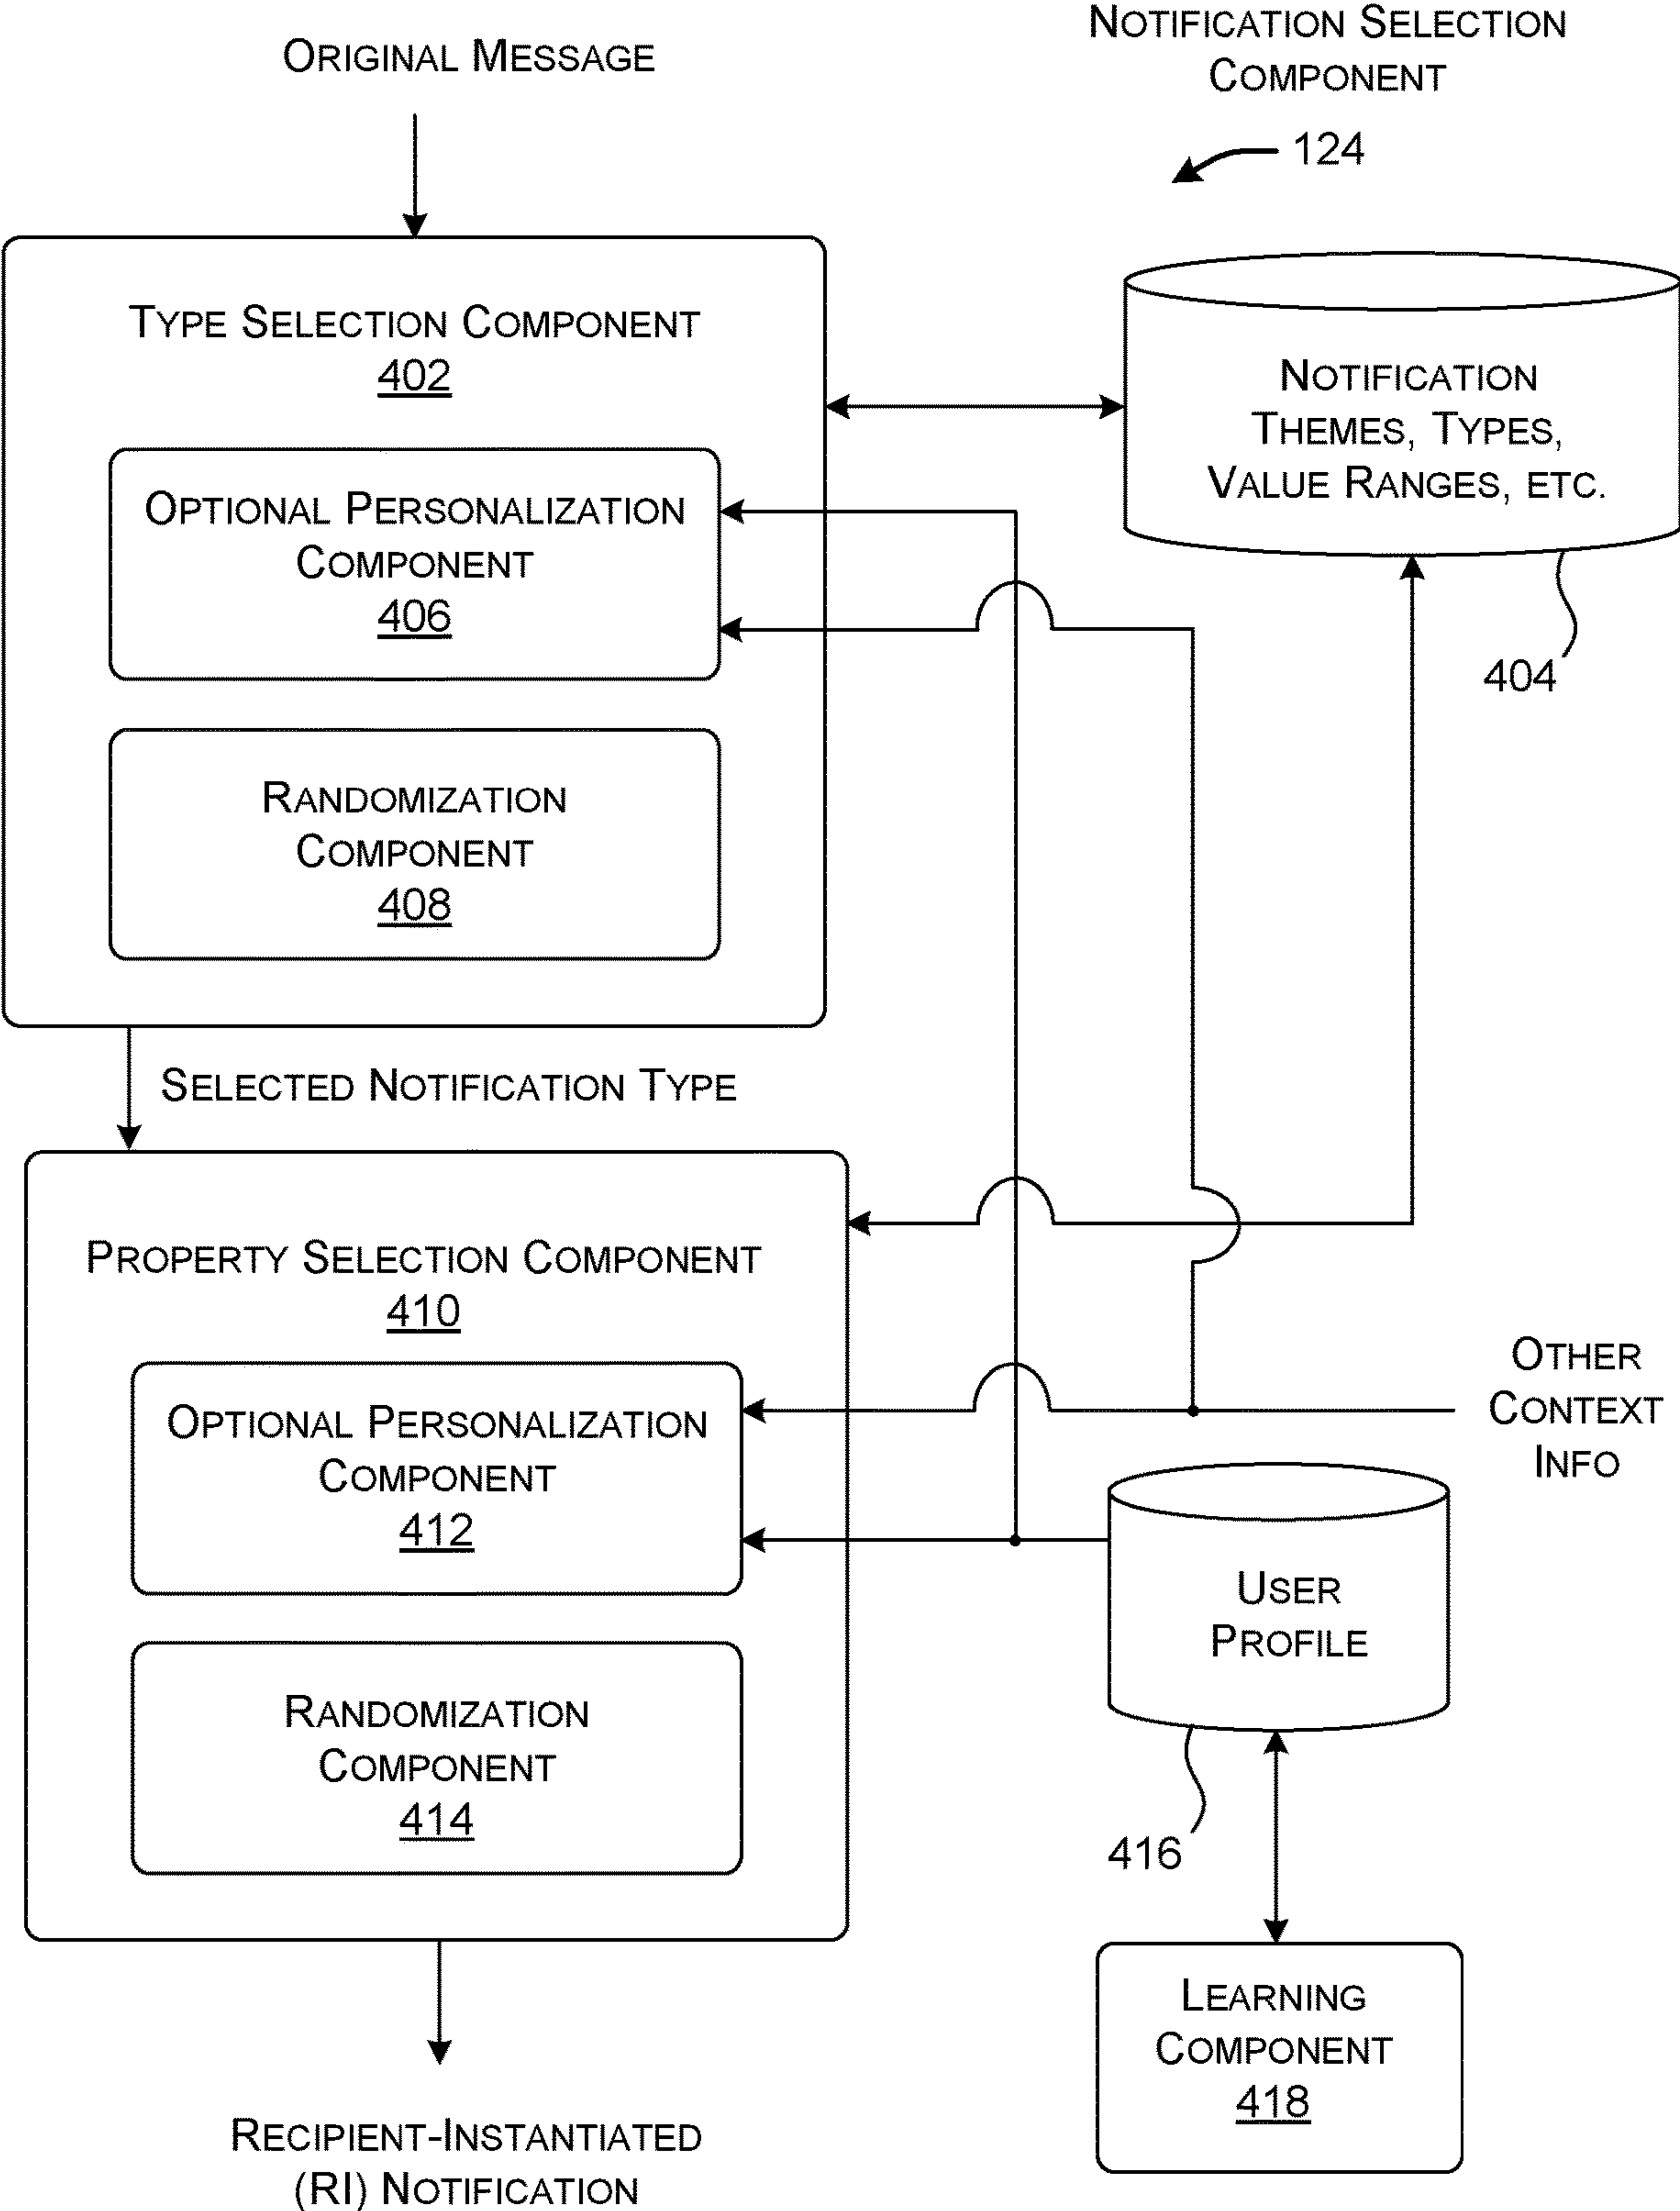 Original Message
Notification Selection
Component
124
Type Selection Component
402
Notification
Themes, Types,
Value Ranges, etc.
404
Optional Personalization
Component
406
Randomization
Component
408
Selected Notification Type
Property Selection Component
410
Optional Personalization
Component
412
Other
Context
Info
User
Profile
416
Randomization
Component
414
Learning
Component
418
Recipient-Instantiated
(RI) Notification